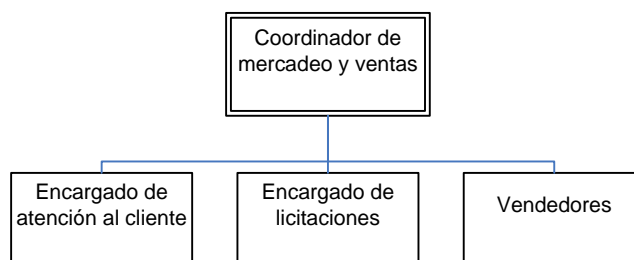 Coordinador de
mercadeo y ventas
Encargado de
atención al cliente
Encargado de
licitaciones
Vendedores